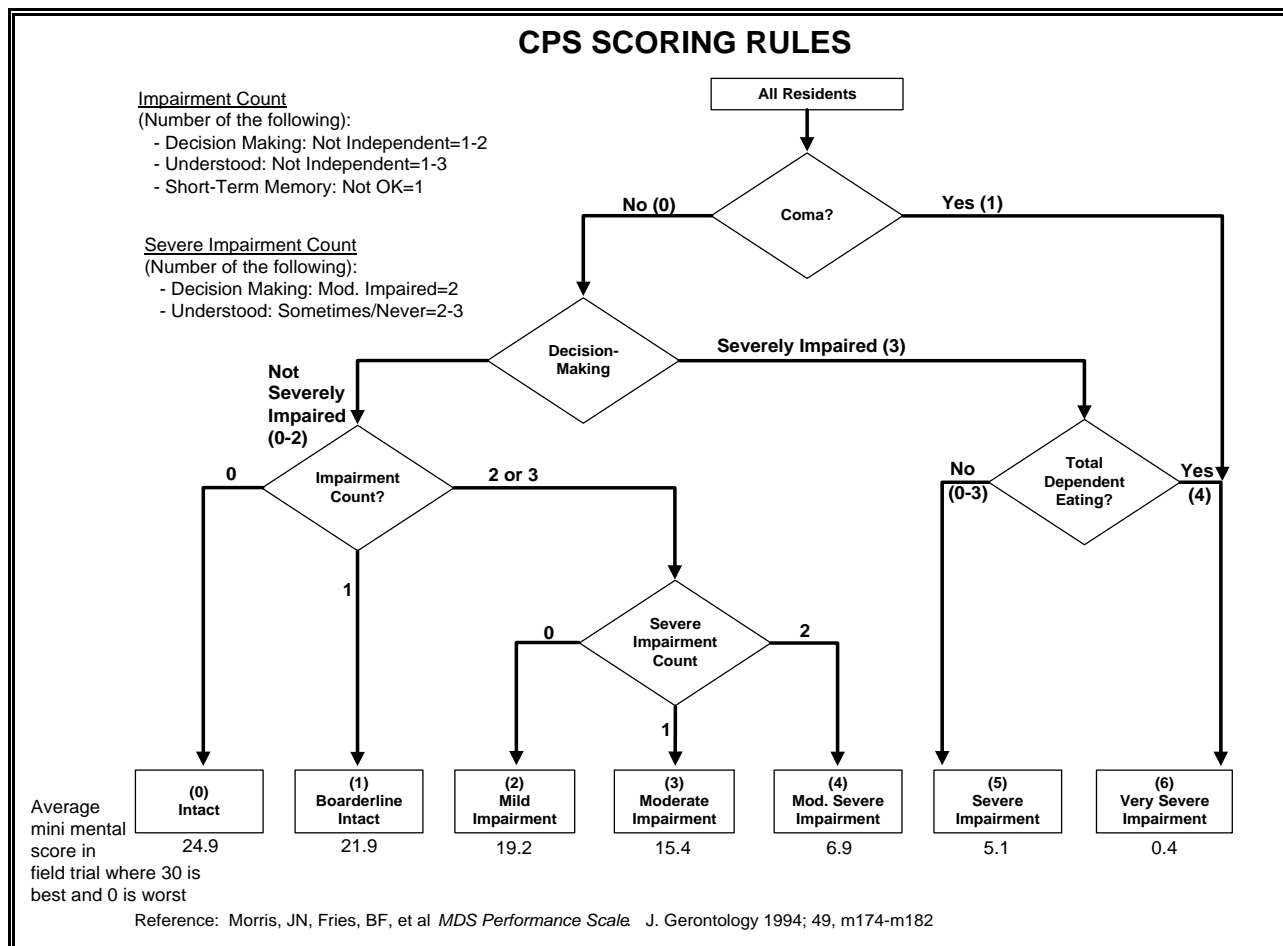 CPS SCORING RULES
Impairment Count
(Number of the following):
- Decision Making: Not Independent=1-2
- Understood: Not Independent=1-3
- Short-Term Memory: Not OK=1
Severe Impairment Count
(Number of the following):
- Decision Making: Mod. Impaired=2
- Understood: Sometimes/Never=2-3
All Residents
No (0)
Coma?
Yes (1)
Decision-
Making
Severely Impaired (3)
Not
Severely
Impaired
(0-2)
0
Impairment
Count?
2 or 3
1
No
(0-3)
Total
Dependent
Eating?
Yes
(4)
0
Severe
Impairment
Count
2
1
(0)
Intact
(1)
Boarderline
Intact
(2)
Mild
Impairment
(3)
Moderate
Impairment
(4)
Mod. Severe
Impairment
(5)
Severe
Impairment
(6)
Very Severe
Impairment
Average
mini mental
score in
field trial where 30 is
best and 0 is worst
24.9
21.9
19.2
15.4
6.9
5.1
0.4
Reference: Morris, JN, Fries, BF, et al MDS Performance Scale. J. Gerontology 1994; 49, m174-m182